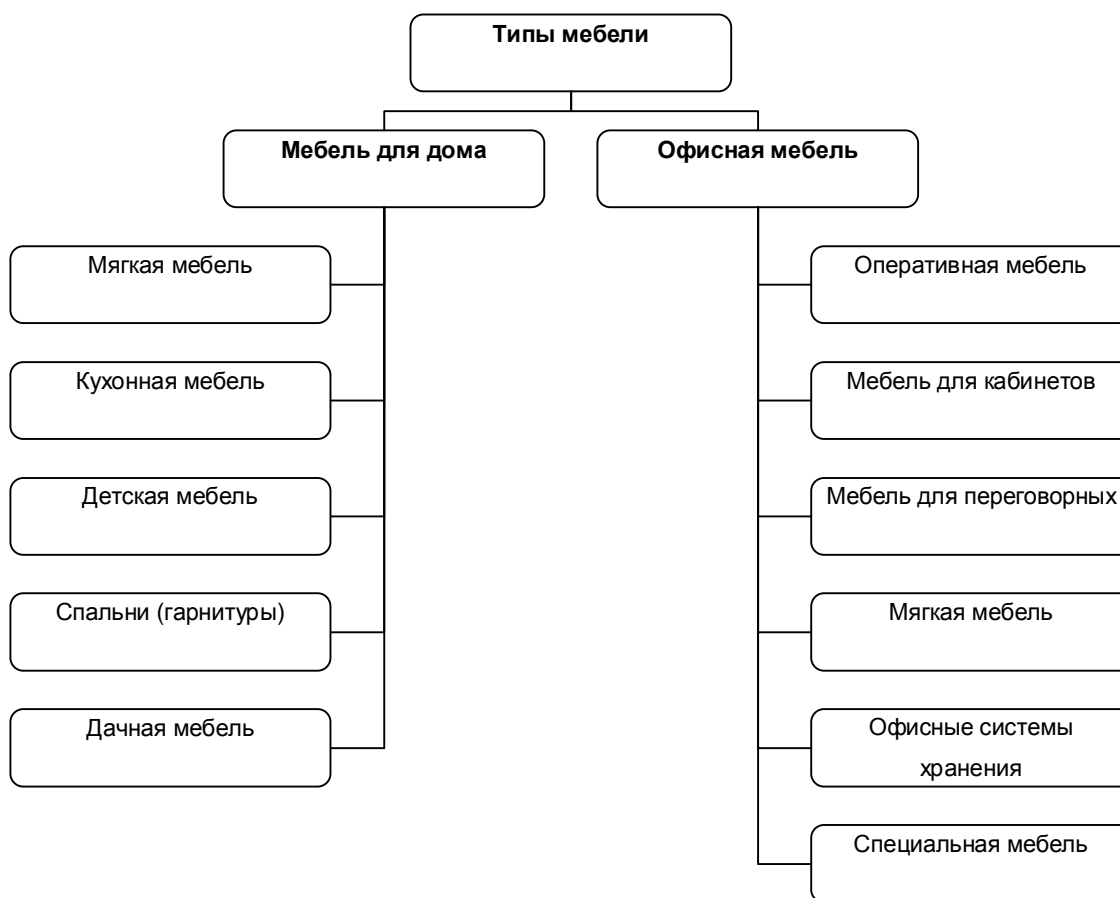 Типы мебели
Мебель для дома
Офисная мебель
Мягкая мебель
Кухонная мебель
Детская мебель
Спальни (гарнитуры)
Дачная мебель
Оперативная мебель
Мебель для кабинетов
Мебель для переговорных
Мягкая мебель
Офисные системы
хранения
Специальная мебель